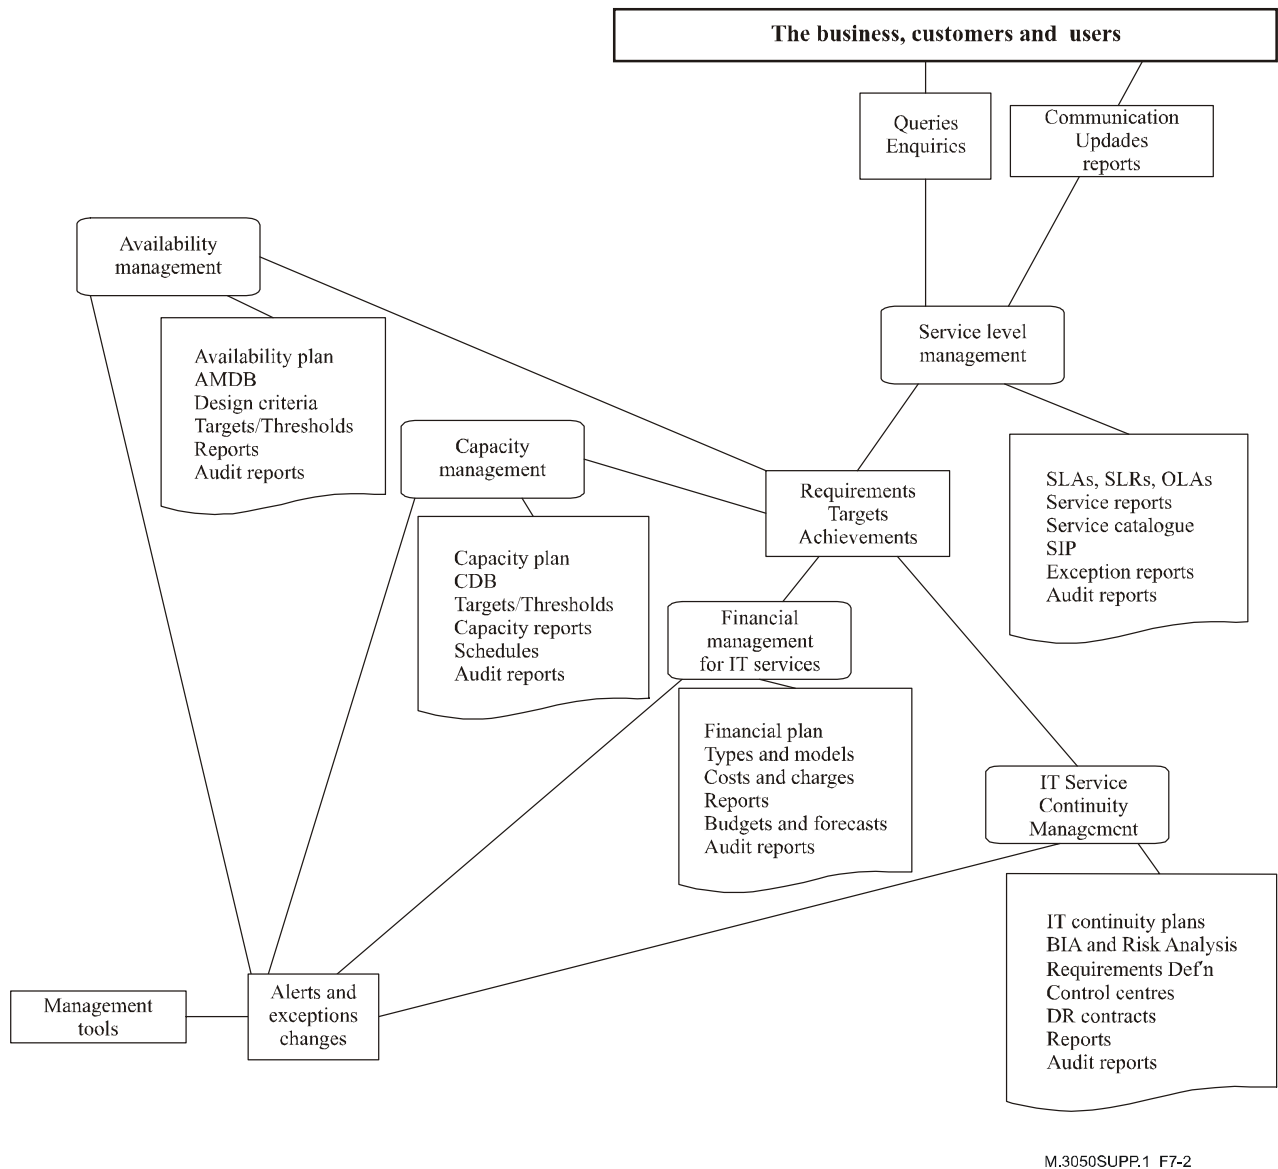 The business, customers and users
Queries
Enquiries
Communication
Updades
reports
Availability
management
Service level
management
Availability plan
AMDB
Design criteria
Targets/Thresholds
Reports
Audit reports
Capacity
management
Requirements
Targets
Achievements
SLAs, SLRs, OLAs
Service reports
Service catalogue
SIP
Exception reports
Audit reports
Capacity plan
CDB
Targets/Thresholds
Capacity reports
Schedules
Audit reports
Financial
management
for IT services
Financial plan
Types and models
Costs and charges
Reports
Budgets and forecasts
Audit reports
IT Service
Continuity
Management
IT continuity plans
BIA and Risk Analysis
Requirements Def'n
Control centres
DR contracts
Reports
Audit reports
Management
tools
Alerts and
exceptions
changes
M.3050SUPP.1_F7-2